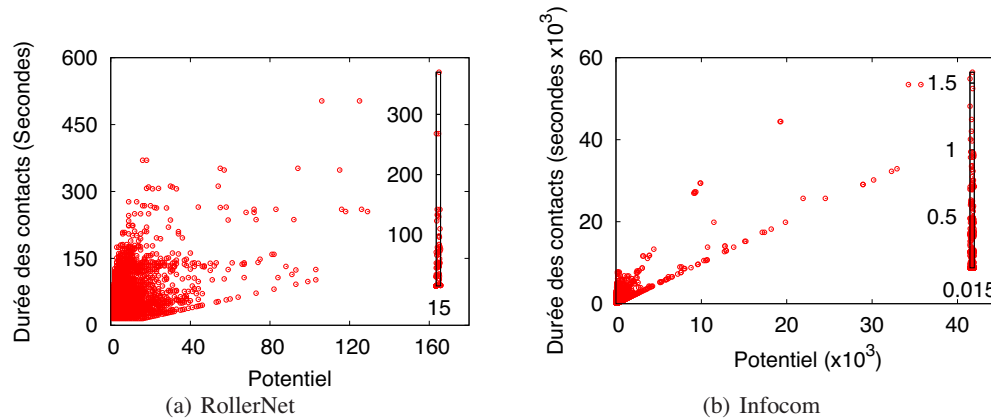 600
450
300
150
0
0 40 80 120 160
Durée des contacts (Secondes)
Potentiel
300
200
100
15
(a) RollerNet
60
40
20
0
0 10 20 30 40
Durée des contacts (secondes x10³)
Potentiel (x10³)
1.5
1
0.5
0.015
(b) Infocom